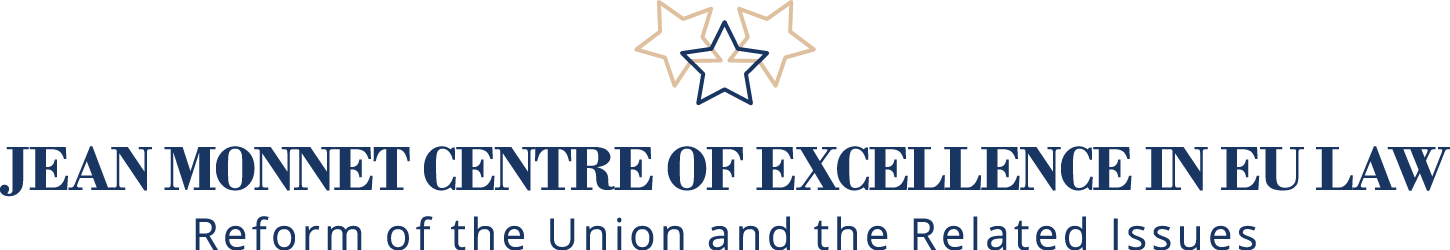 JEAN MONNET CENTRE OF EXCELLENCE IN EU LAW
Reform of the Union and the Related Issues